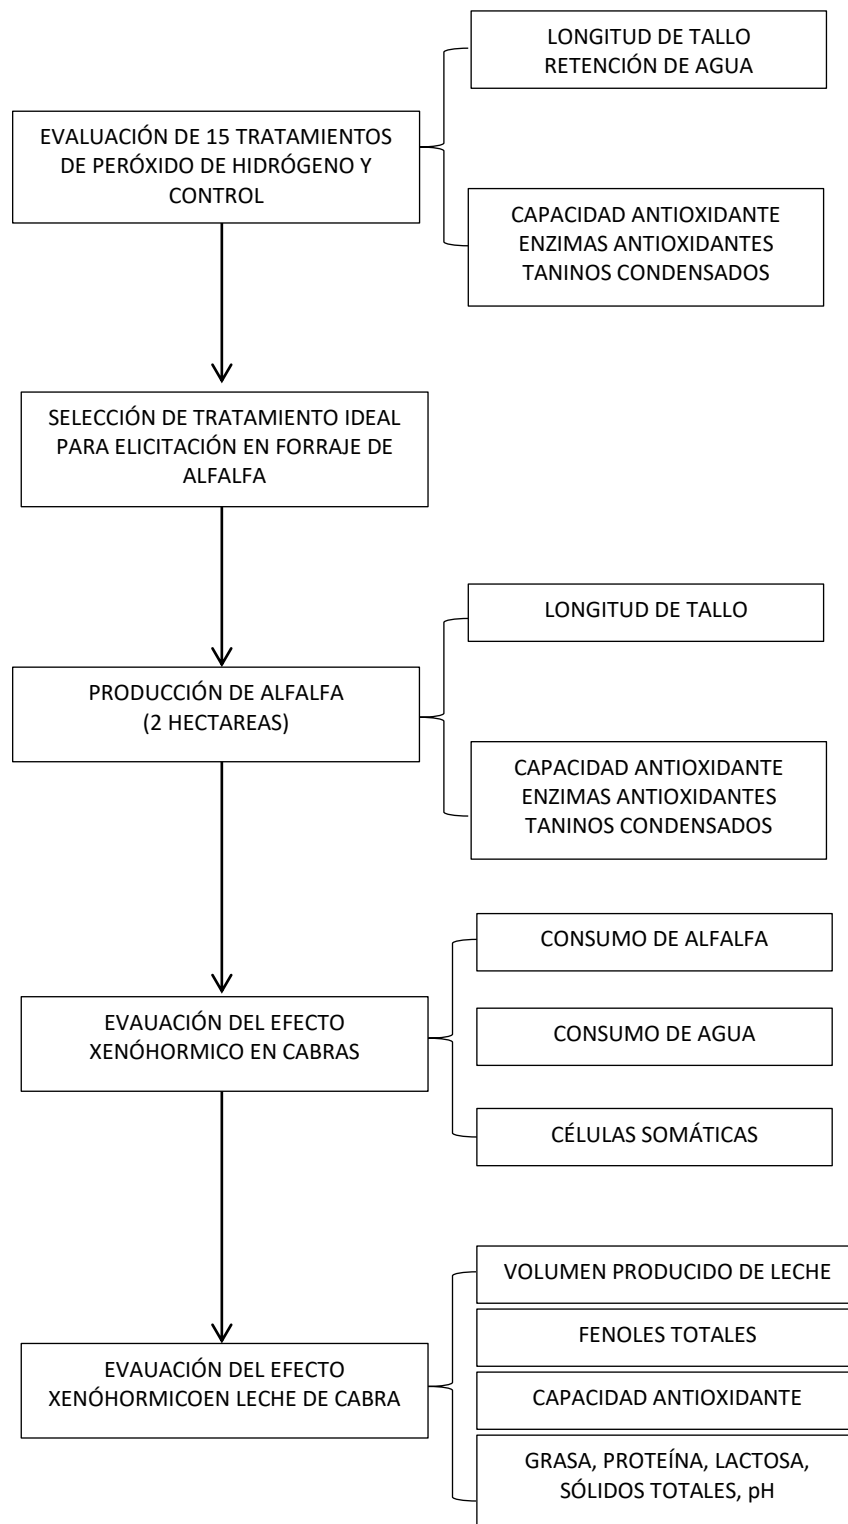 LONGITUD DE TALLO
RETENCIÓN DE AGUA
EVALUACIÓN DE 15 TRATAMIENTOS
DE PERÓXIDO DE HIDRÓGENO Y
CONTROL
CAPACIDAD ANTIOXIDANTE
ENZIMAS ANTIOXIDANTES
TANINOS CONDENSADOS
SELECCIÓN DE TRATAMIENTO IDEAL
PARA ELICITACIÓN EN FORRAJE DE
ALFALFA
LONGITUD DE TALLO
PRODUCCIÓN DE ALFALFA
(2 HECTAREAS)
CAPACIDAD ANTIOXIDANTE
ENZIMAS ANTIOXIDANTES
TANINOS CONDENSADOS
CONSUMO DE ALFALFA
EVAUACIÓN DEL EFECTO
XENÓHORMICO EN CABRAS
CONSUMO DE AGUA
CÉLULAS SOMÁTICAS
VOLUMEN PRODUCIDO DE LECHE
FENOLES TOTALES
EVAUACIÓN DEL EFECTO
XENÓHORMICOEN LECHE DE CABRA
CAPACIDAD ANTIOXIDANTE
GRASA, PROTEÍNA, LACTOSA,
SÓLIDOS TOTALES, pH